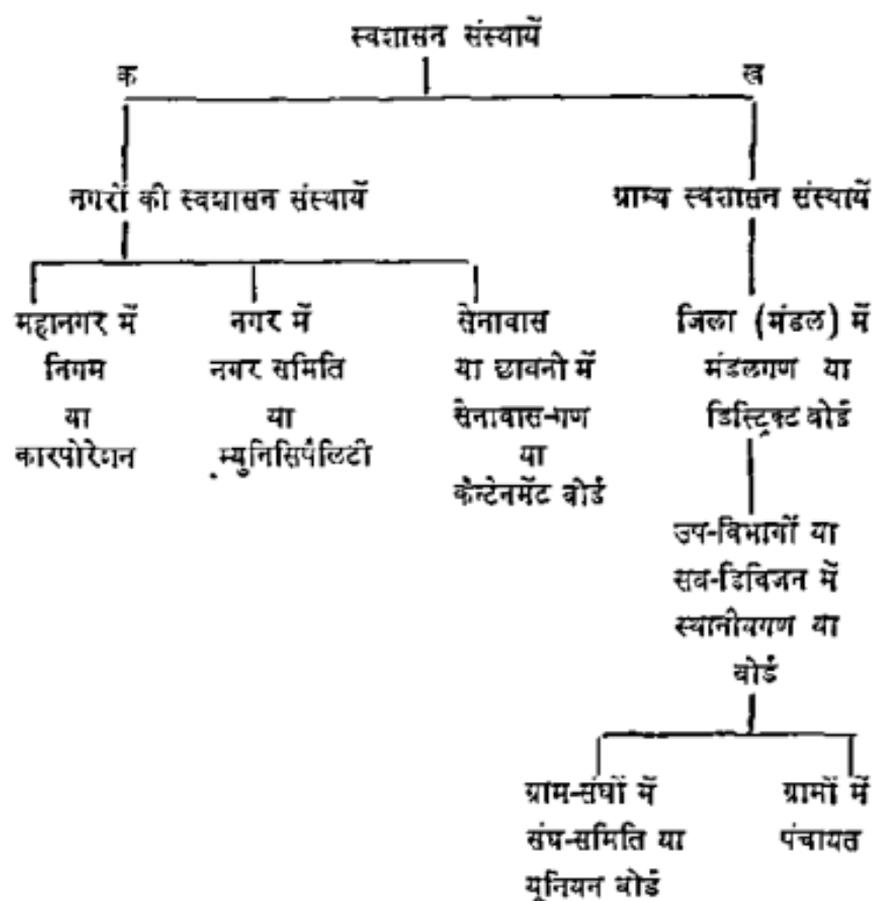 स्वशासन संस्थायें
क
ख
नगरों की स्वशासन संस्थायें
ग्राम्य स्वशासन संस्थायें
महानगर में
निगम
या
कारपोरेशन
नगर में
नगर समिति
या
म्युनिसिपैलिटी
सेनावास
या छावनी में
सेनावास-गण
या
कैन्टेनमेंट बोर्ड
जिला (मंडल) में
मंडलगण या
डिस्ट्रिक्ट बोर्ड
उप-विभागों या
सब-डिविजन में
स्थानीयगण या
बोर्ड
ग्राम-संघों में
संघ-समिति या
यूनियन बोर्ड
ग्रामों में
पंचायत